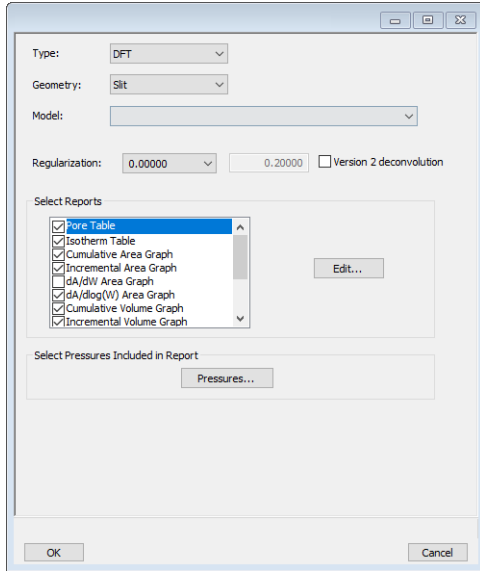 Type: DFT
Geometry: Slit
Model:
Regularization: 0.00000 0.20000 Version 2 deconvolution
Select Reports
Pore Table
Isotherm Table
Cumulative Area Graph
Incremental Area Graph
dA/dW Area Graph
dA/dlog(W) Area Graph
Cumulative Volume Graph
Incremental Volume Graph
Edit...
Select Pressures Included in Report
Pressures...
OK Cancel